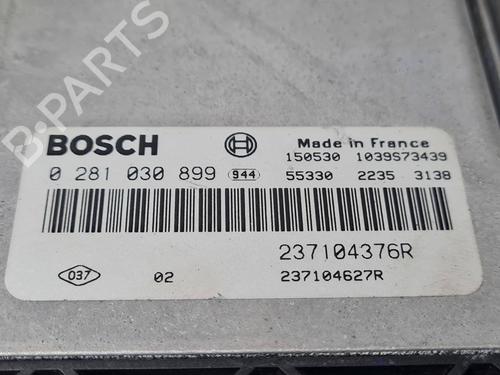 BOSCH
Made in France
150530 1039S73439
0 281 030 899 944 55330 2235 3138
237104376R
037 02 237104627R
B-PARTS